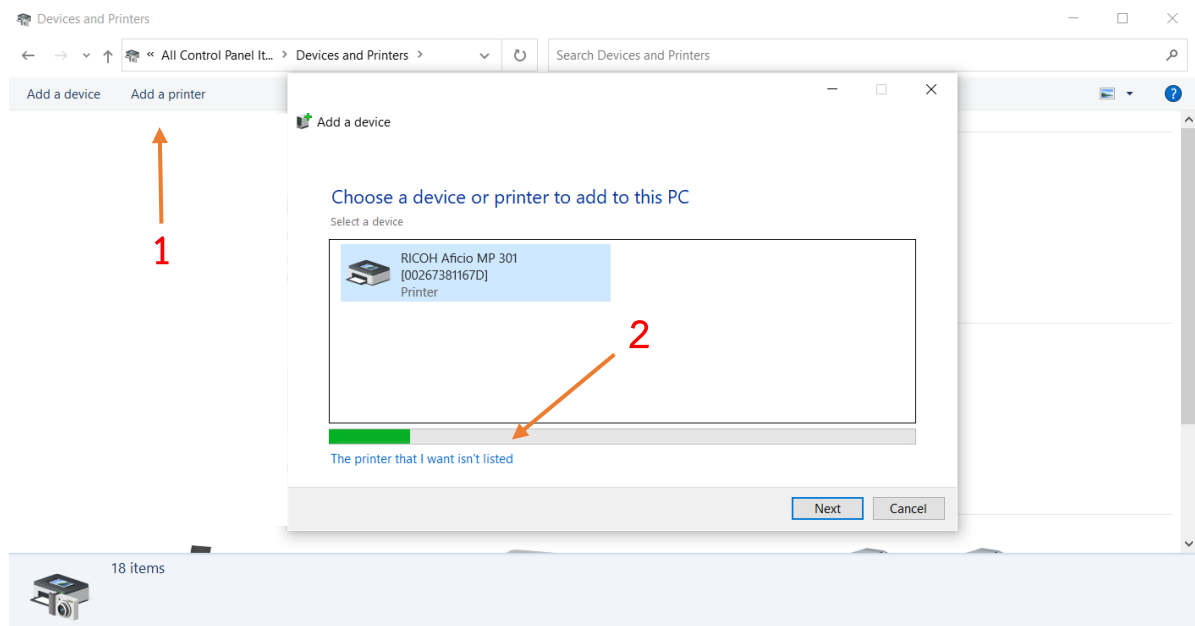 Devices and Printers
« All Control Panel It... > Devices and Printers >
Search Devices and Printers
Add a device
Add a printer
?
Add a device
Choose a device or printer to add to this PC
Select a device
RICOH Aficio MP 301
[00267381167D]
Printer
1
2
The printer that I want isn't listed
Next
Cancel
18 items